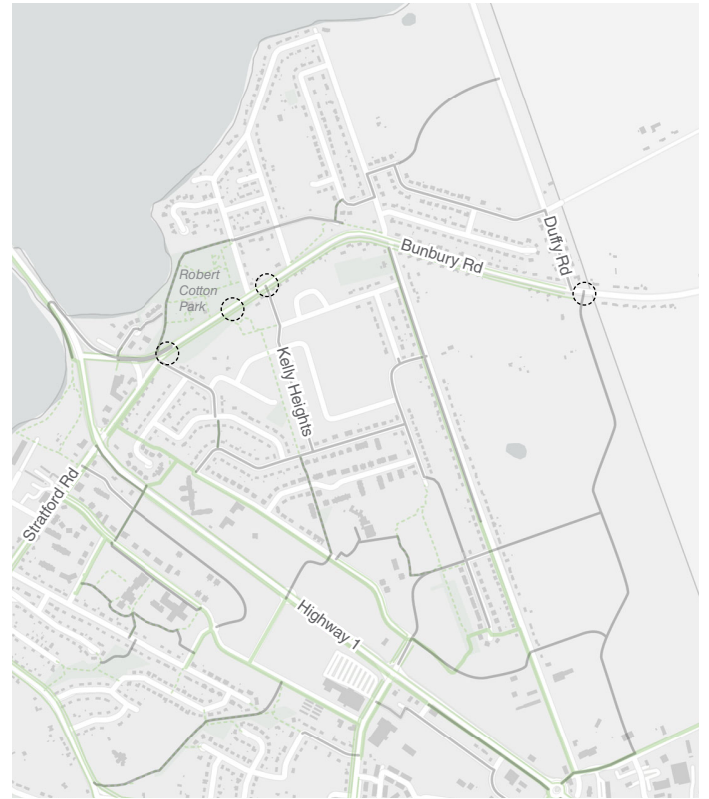 Duffy Rd
Bunbury Rd
Robert
Cotton
Park
Kelly Heights
Stratford Rd
Highway 1